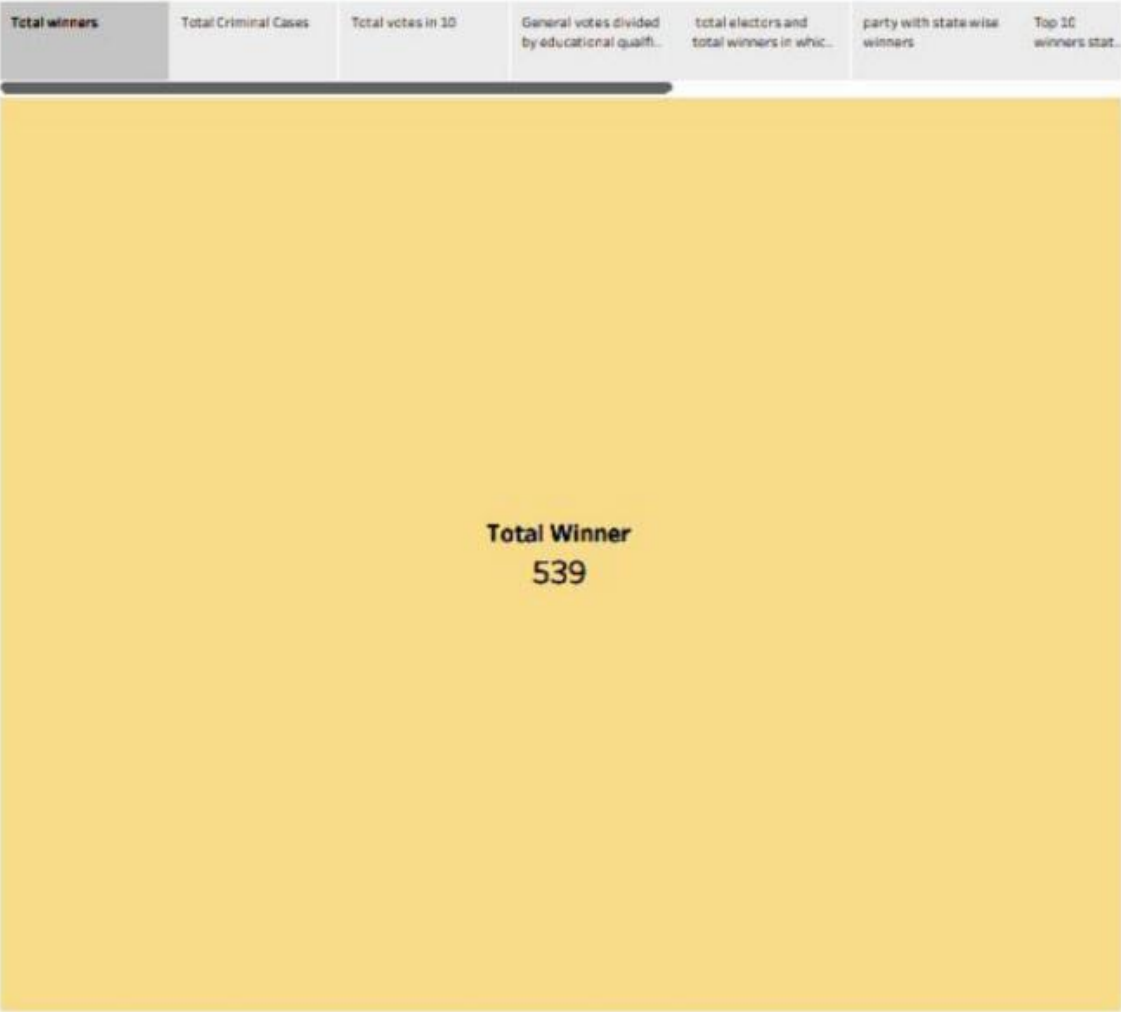 Total winners
Total Criminal Cases
Total votes in 10
General votes divided
by educational qualifi..
total electors and
total winners in whic..
party with state wise
winners
Top 10
winners stat..
Total Winner
539